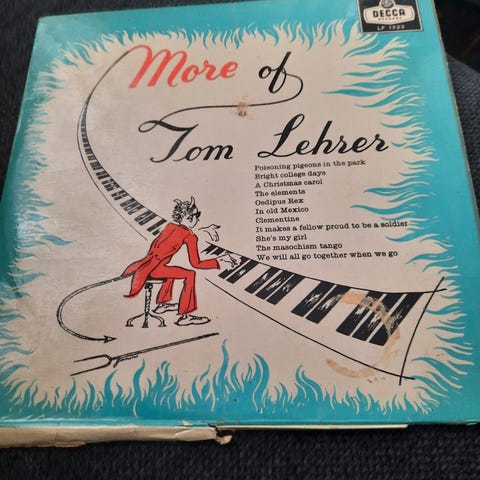 DECCA
RECORDS
LF 1323
More of
Tom Lehrer
Poisoning pigeons in the park
Bright college days
A Christmas carol
The elements
Oedipus Rex
In old Mexico
Clementine
It makes a fellow proud to be a soldier
She's my girl
The masochism tango
We will all go together when we go